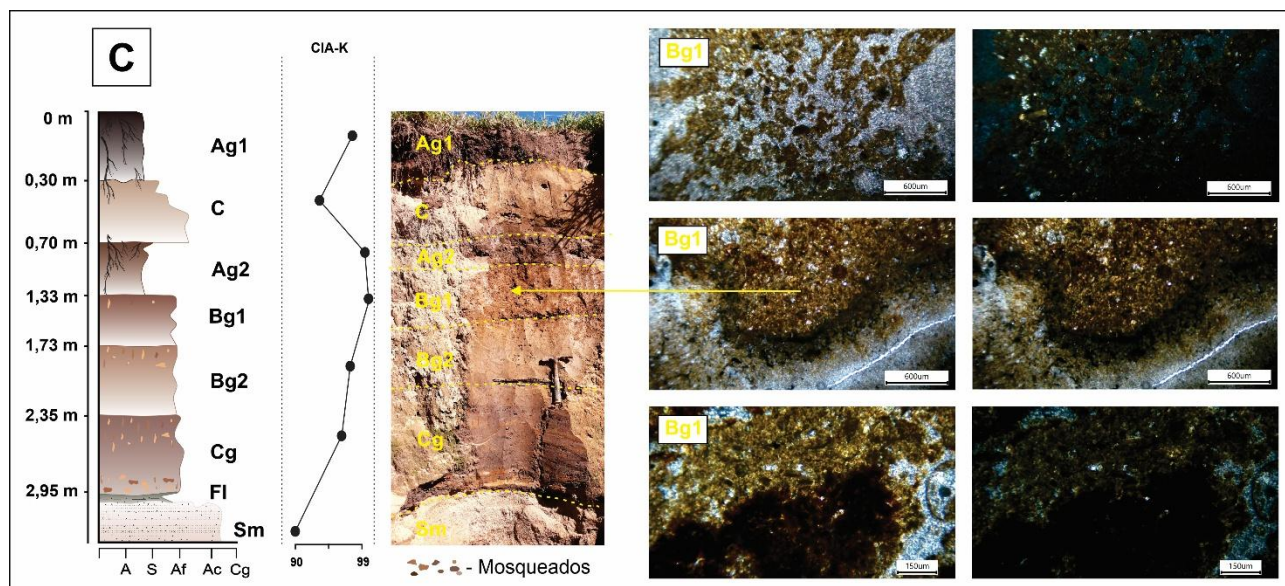 C
CIA-K
0 m
0,30 m
0,70 m
1,33 m
1,73 m
2,35 m
2,95 m
Ag1
C
Ag2
Bg1
Bg2
Cg
Fl
Sm
A S Af Ac Cg
90 99
Ag1
C
Ag2
Bg1
Bg2
Cg
Sm
- Mosqueados
Bg1
600um
600um
Bg1
600um
600um
Bg1
150um
150um